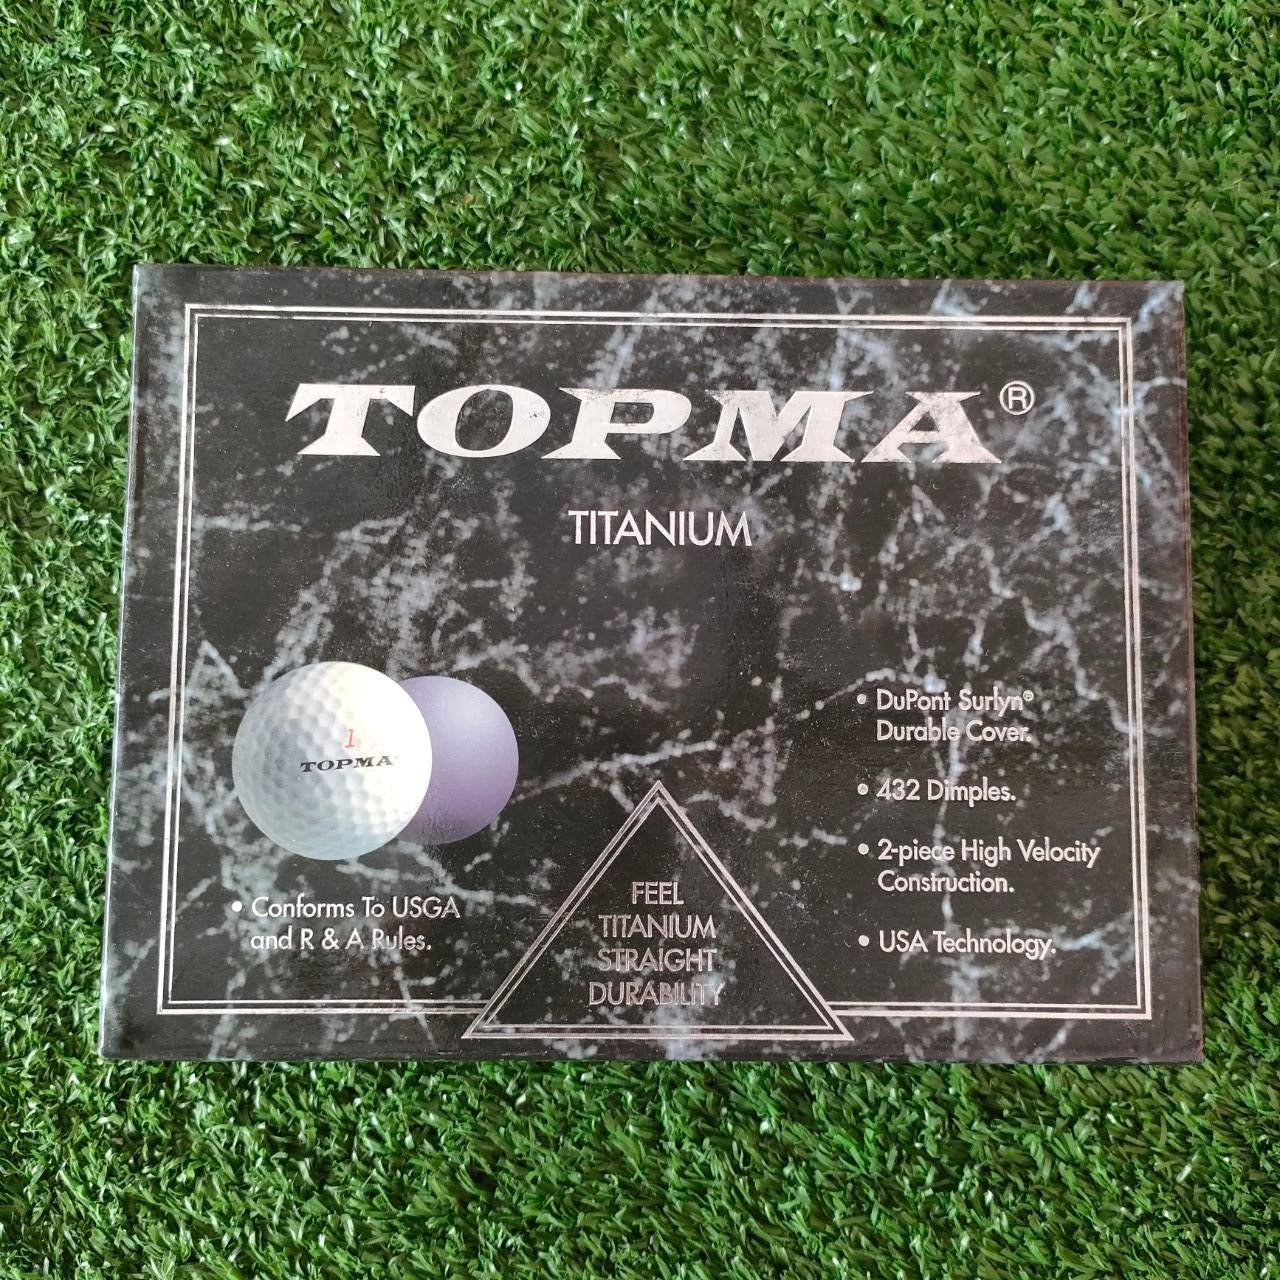 TOPMA®
TITANIUM
1
TOPMA
• Conforms To USGA
and R & A Rules.
FEEL
TITANIUM
STRAIGHT
DURABILITY
• DuPont Surlyn®
Durable Cover.
• 432 Dimples.
• 2-piece High Velocity
Construction.
• USA Technology.